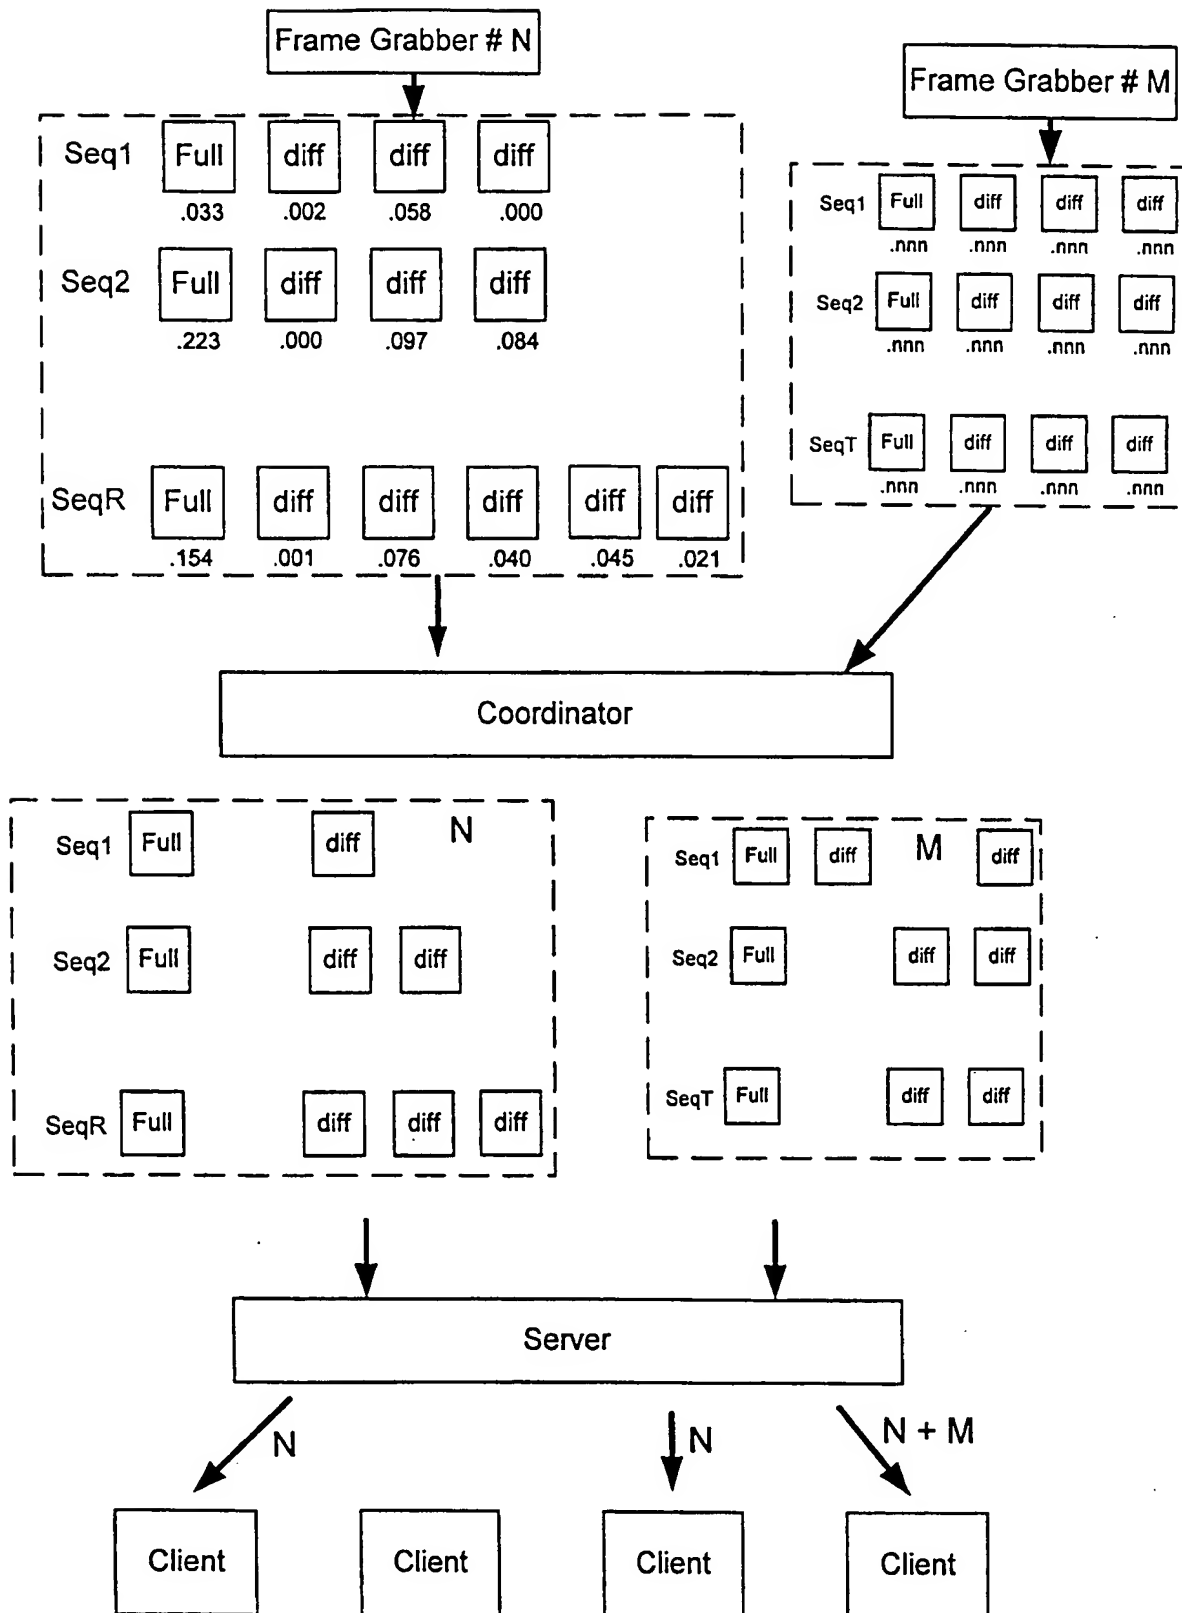 Frame Grabber # N
Frame Grabber # M
Seq1 Full diff diff diff
.033 .002 .058 .000
Seq2 Full diff diff diff
.223 .000 .097 .084
SeqR Full diff diff diff diff diff
.154 .001 .076 .040 .045 .021
Seq1 Full diff diff diff
.nnn .nnn .nnn .nnn
Seq2 Full diff diff diff
.nnn .nnn .nnn .nnn
SeqT Full diff diff diff
.nnn .nnn .nnn .nnn
Coordinator
Seq1 Full diff N
Seq2 Full diff diff
SeqR Full diff diff diff
Seq1 Full diff M diff
Seq2 Full diff diff
SeqT Full diff diff
Server
N N N + M
Client Client Client Client